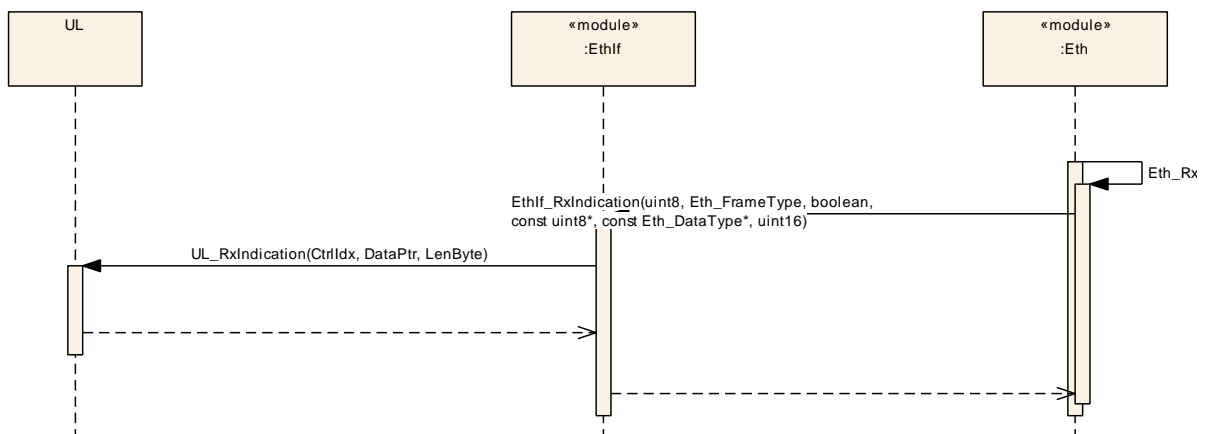 UL
«module»
:EthIf
«module»
:Eth
Eth_Rx
EthIf_RxIndication(uint8, Eth_FrameType, boolean,
const uint8*, const Eth_DataType*, uint16)
UL_RxIndication(CtrlIdx, DataPtr, LenByte)